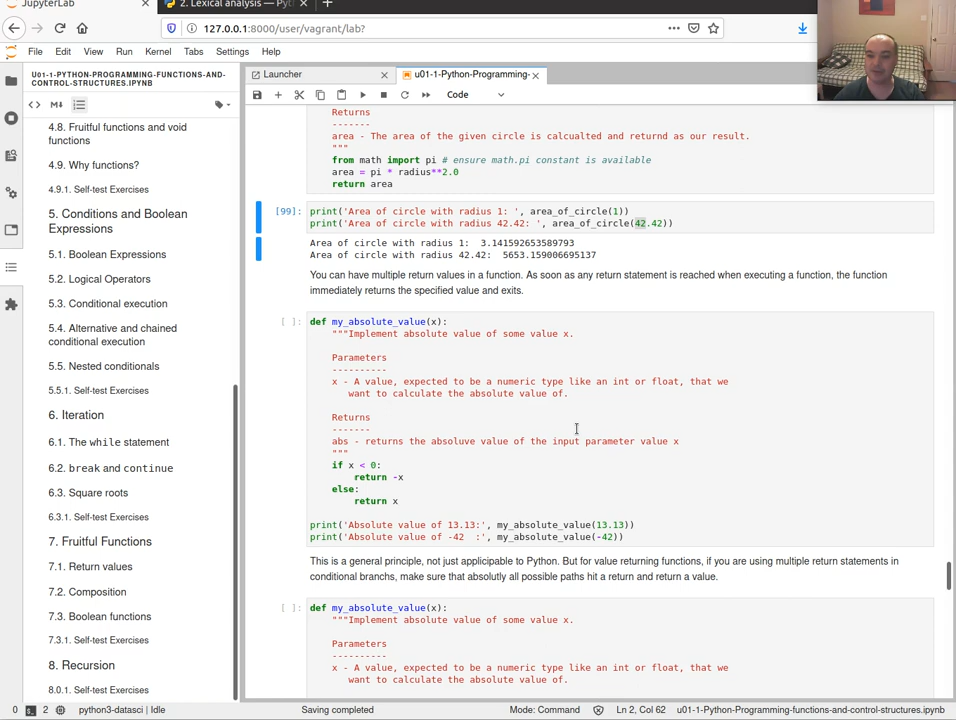 JupyterLab
2. Lexical analysis — Pyt
127.0.0.1:8000/user/vagrant/lab?
File Edit View Run Kernel Tabs Settings Help
U01-1-PYTHON-PROGRAMMING-FUNCTIONS-AND-
CONTROL-STRUCTURES.IPYNB
4.8. Fruitful functions and void
functions
4.9. Why functions?
4.9.1. Self-test Exercises
5. Conditions and Boolean
Expressions
5.1. Boolean Expressions
5.2. Logical Operators
5.3. Conditional execution
5.4. Alternative and chained
conditional execution
5.5. Nested conditionals
5.5.1. Self-test Exercises
6. Iteration
6.1. The while statement
6.2. break and continue
6.3. Square roots
6.3.1. Self-test Exercises
7. Fruitful Functions
7.1. Return values
7.2. Composition
7.3. Boolean functions
7.3.1. Self-test Exercises
8. Recursion
8.0.1. Self-test Exercises
Launcher
u01-1-Python-Programming-
Code
Returns
-------
area - The area of the given circle is calcualted and returnd as our result.
"""
from math import pi # ensure math.pi constant is available
area = pi * radius**2.0
return area
[99]: print('Area of circle with radius 1: ', area_of_circle(1))
print('Area of circle with radius 42.42: ', area_of_circle(42.42))
Area of circle with radius 1:  3.141592653589793
Area of circle with radius 42.42:  5653.159006695137
You can have multiple return values in a function. As soon as any return statement is reached when executing a function, the function
immediately returns the specified value and exits.
[ ]: def my_absolute_value(x):
"""Implement absolute value of some value x.
Parameters
----------
x - A value, expected to be a numeric type like an int or float, that we
want to calculate the absolute value of.
Returns
-------
abs - returns the absoluve value of the input parameter value x
"""
if x < 0:
return -x
else:
return x
print('Absolute value of 13.13:', my_absolute_value(13.13))
print('Absolute value of -42  :', my_absolute_value(-42))
This is a general principle, not just applicipable to Python. But for value returning functions, if you are using multiple return statements in
conditional branchs, make sure that absolutly all possible paths hit a return and return a value.
[ ]: def my_absolute_value(x):
"""Implement absolute value of some value x.
Parameters
----------
x - A value, expected to be a numeric type like an int or float, that we
want to calculate the absolute value of.
0 2 python3-datasci | Idle Saving completed Mode: Command Ln 2, Col 62 u01-1-Python-Programming-functions-and-control-structures.ipynb